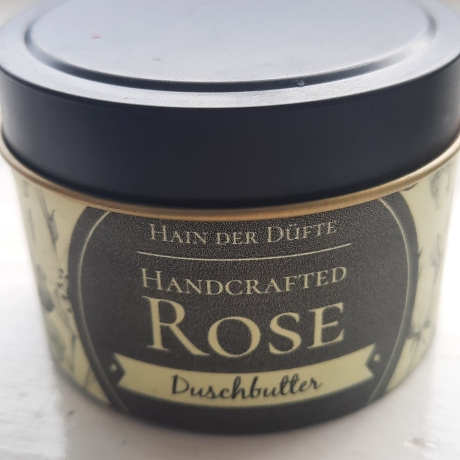 HAIN DER DÜFTE
HANDCRAFTED
ROSE
Duschbutter